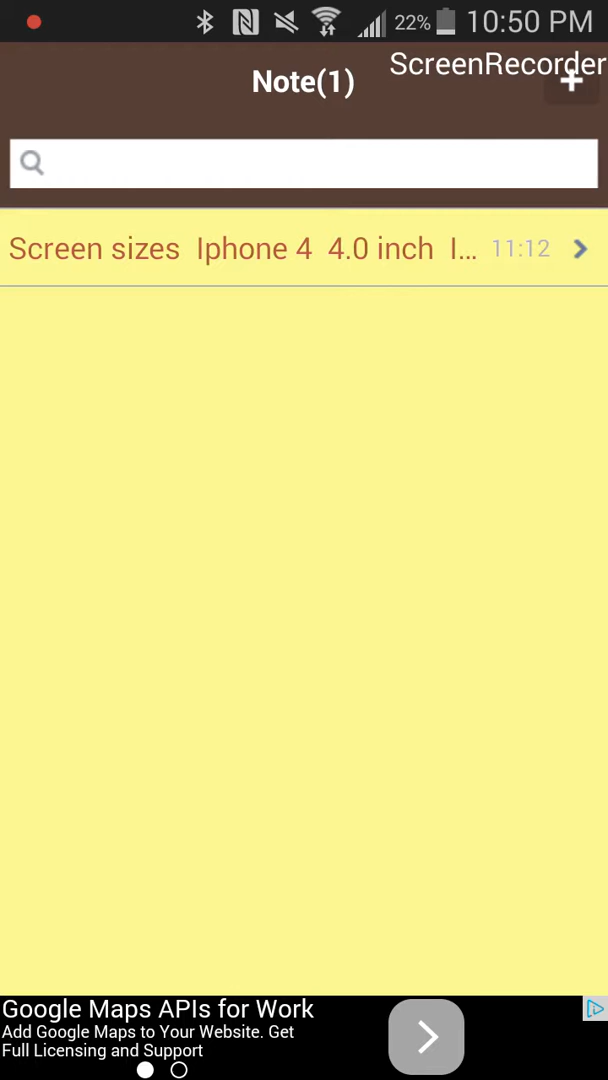 22% 10:50 PM
ScreenRecorder
Note(1) +
Screen sizes Iphone 4 4.0 inch I... 11:12
Google Maps APIs for Work
Add Google Maps to Your Website. Get
Full Licensing and Support